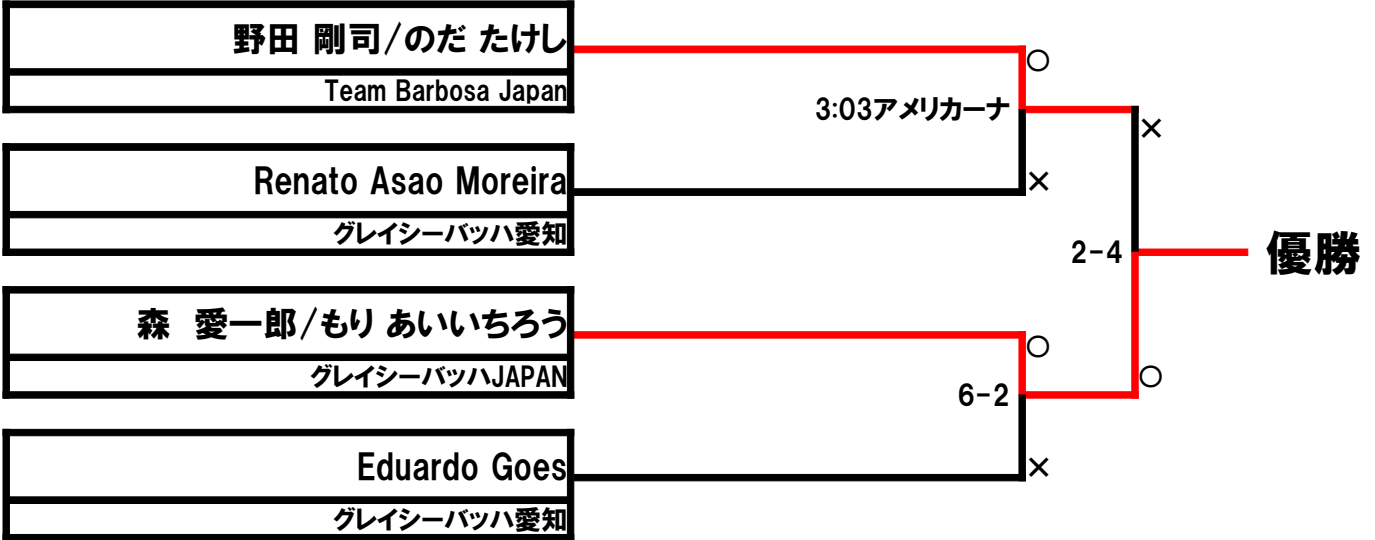 野田 剛司/のだ たけし
Team Barbosa Japan
○
3:03アメリカーナ
×
Renato Asao Moreira
×
グレイシーバッハ愛知
2-4
優勝
森 愛一郎/もり あいいちろう
○
グレイシーバッハJAPAN
○
6-2
Eduardo Goes
×
グレイシーバッハ愛知